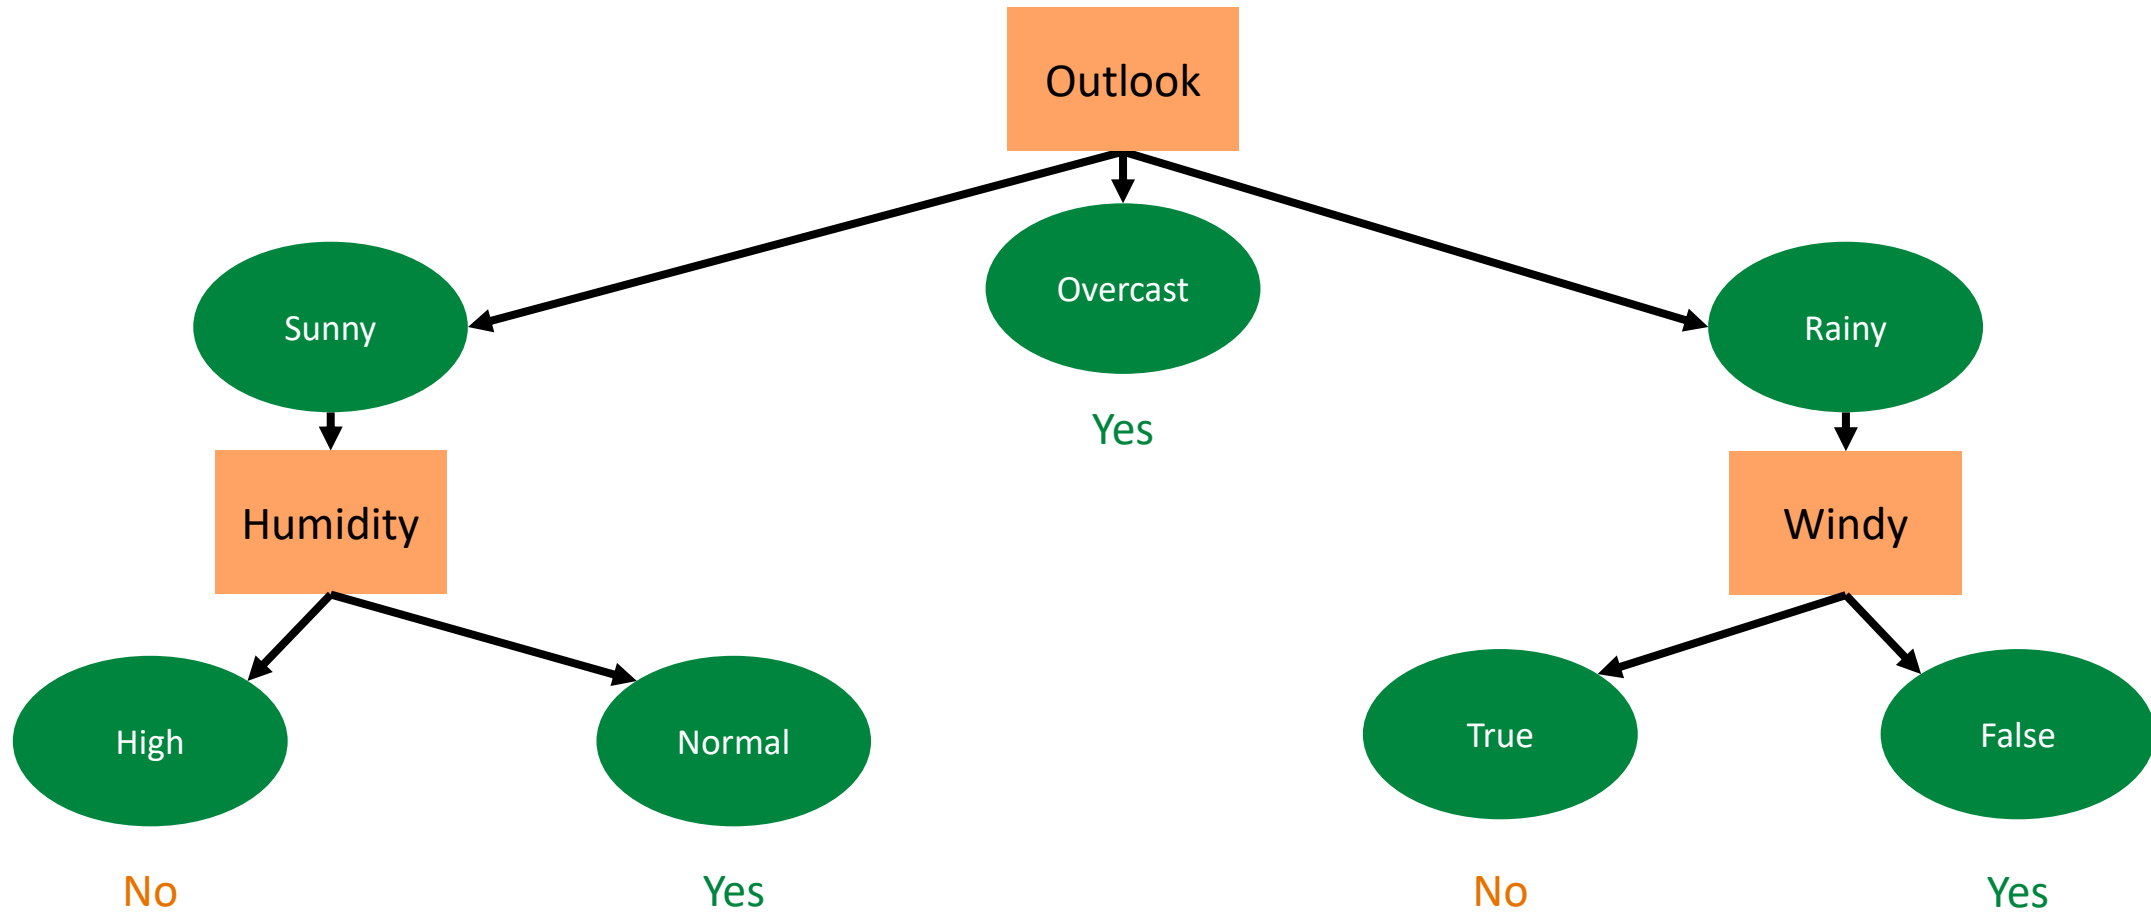 Outlook
Sunny
Overcast
Rainy
Yes
Humidity
Windy
High
Normal
True
False
No
Yes
No
Yes